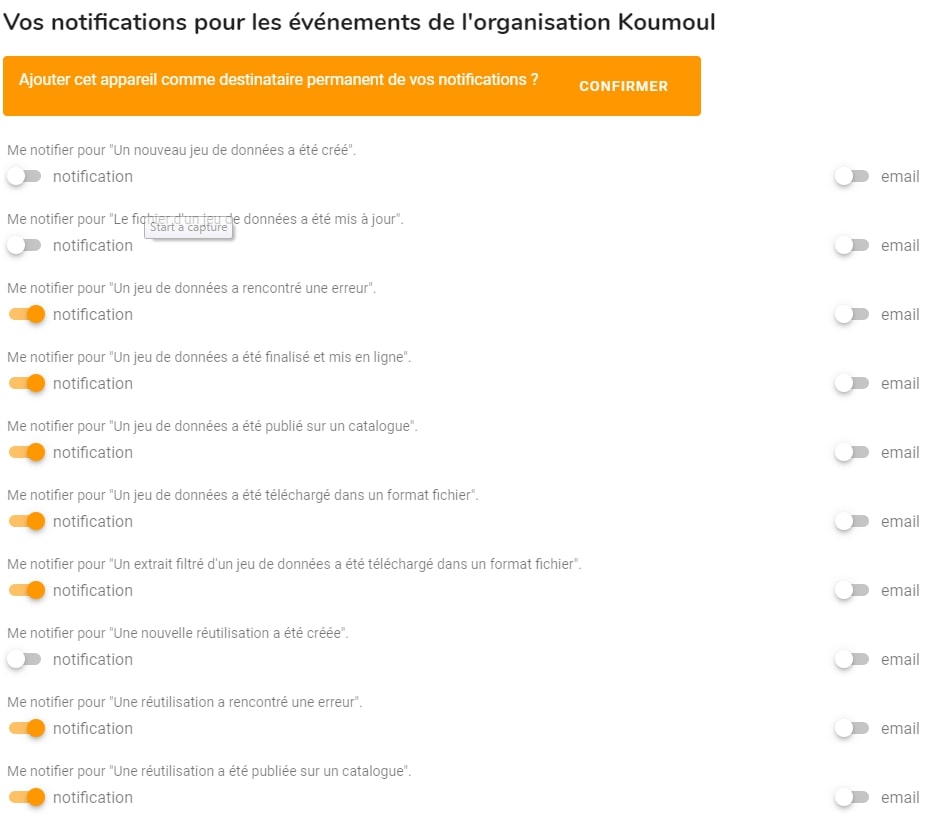 Vos notifications pour les événements de l'organisation Koumoul
Ajouter cet appareil comme destinataire permanent de vos notifications ? CONFIRMER
Me notifier pour "Un nouveau jeu de données a été créé".
notification email
Me notifier pour "Le fichier d'un jeu de données a été mis à jour".
Start a capture
notification email
Me notifier pour "Un jeu de données a rencontré une erreur".
notification email
Me notifier pour "Un jeu de données a été finalisé et mis en ligne".
notification email
Me notifier pour "Un jeu de données a été publié sur un catalogue".
notification email
Me notifier pour "Un jeu de données a été téléchargé dans un format fichier".
notification email
Me notifier pour "Un extrait filtré d'un jeu de données a été téléchargé dans un format fichier".
notification email
Me notifier pour "Une nouvelle réutilisation a été créée".
notification email
Me notifier pour "Une réutilisation a rencontré une erreur".
notification email
Me notifier pour "Une réutilisation a été publiée sur un catalogue".
notification email